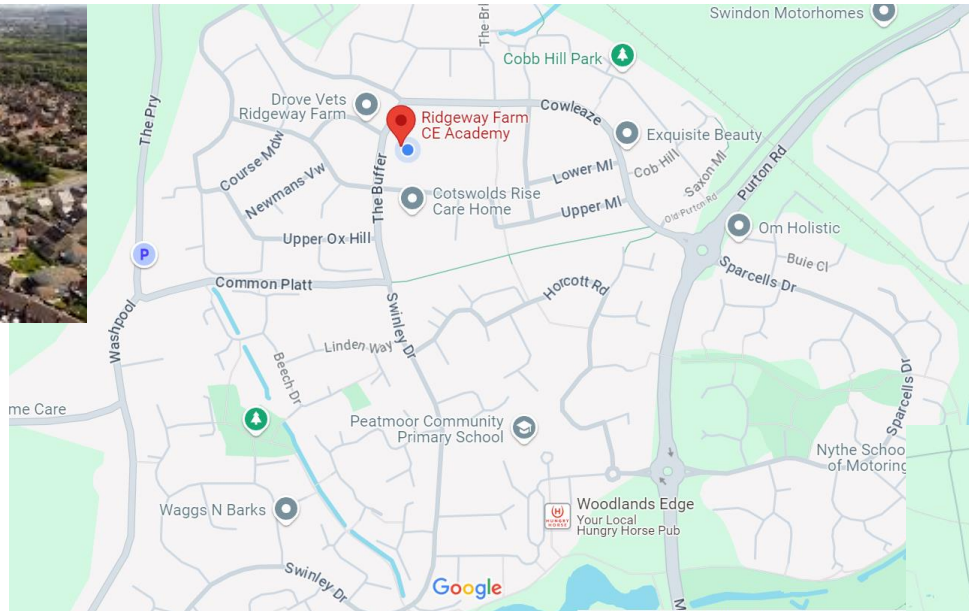 Swindon Motorhomes
The Pry
Cobb Hill Park
Drove Vets
Ridgeway Farm
Ridgeway Farm
CE Academy
Cowleaze
Exquisite Beauty
Course Mdw
Newmans Vw
The Buffer
Lower Ml
Cob Hill
Saxon Ml
Purton Rd
Cotswolds Rise
Care Home
Upper Ml
Old Purton Rd
Om Holistic
Upper Ox Hill
P
Buie Cl
Sparcells Dr
Common Platt
Horcott Rd
Washpool
Swinley Dr
Linden Way
Beech Dr
Sparcells Dr
me Care
Peatmoor Community
Primary School
Nythe Schoo
of Motoring
Waggs N Barks
HUNGRY
HORSE
Woodlands Edge
Your Local
Hungry Horse Pub
Swinley Dr
Google